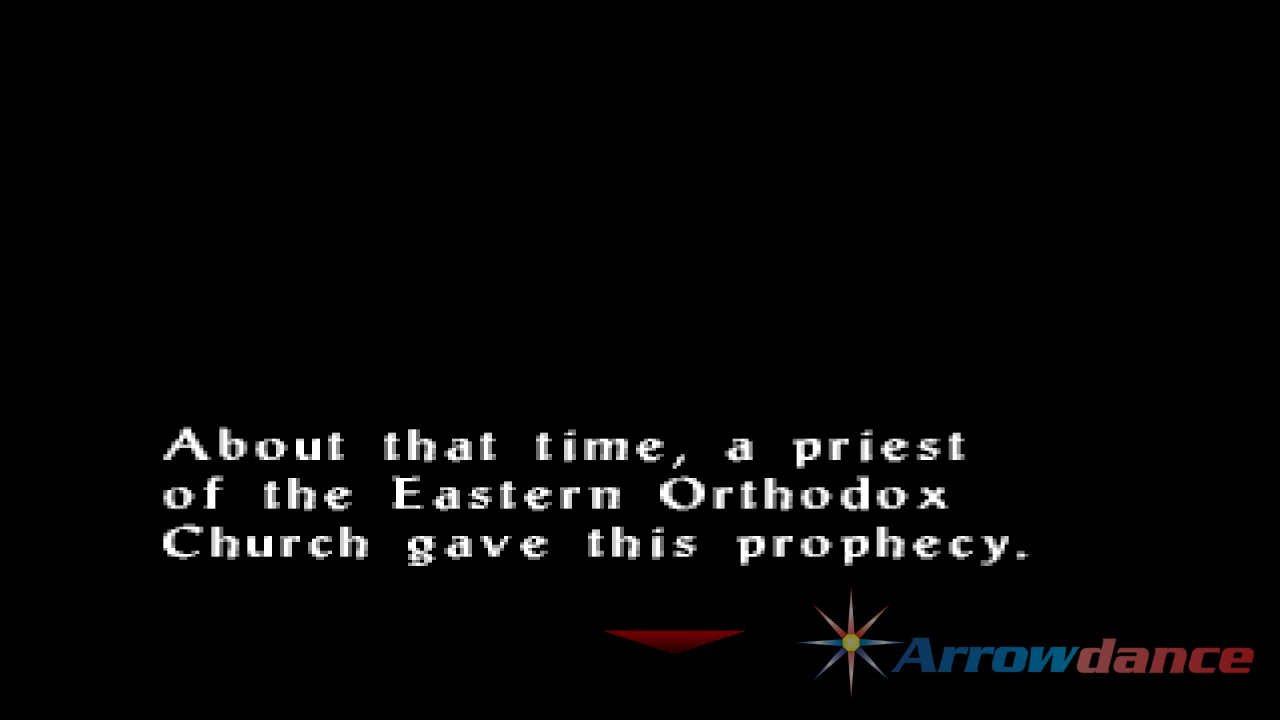 About that time, a priest
of the Eastern Orthodox
Church gave this prophecy.
Arrowdance